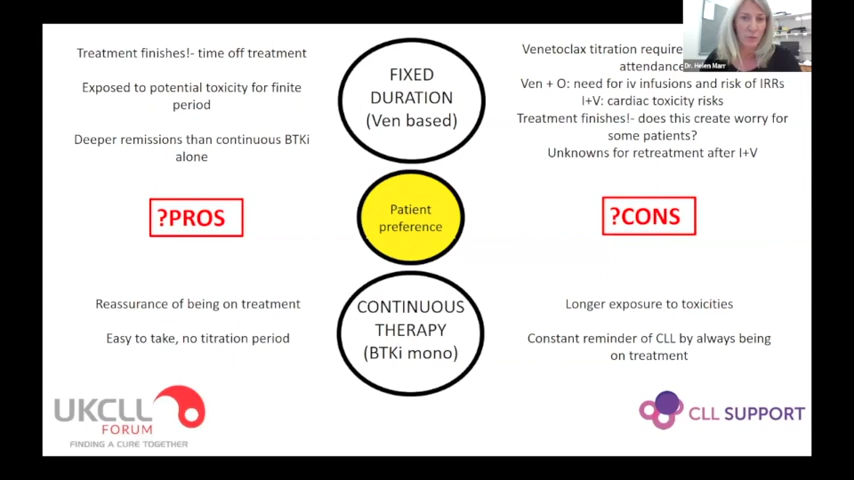 Treatment finishes!- time off treatment
Exposed to potential toxicity for finite
period
Deeper remissions than continuous BTKi
alone
FIXED
DURATION
(Ven based)
Venetoclax titration require
attendance
Dr. Helen Marr
Ven + O: need for iv infusions and risk of IRRs
I+V: cardiac toxicity risks
Treatment finishes!- does this create worry for
some patients?
Unknowns for retreatment after I+V
?PROS
Patient
preference
?CONS
Reassurance of being on treatment
Easy to take, no titration period
CONTINUOUS
THERAPY
(BTKi mono)
Longer exposure to toxicities
Constant reminder of CLL by always being
on treatment
UKCLL
FORUM
FINDING A CURE TOGETHER
CLL SUPPORT